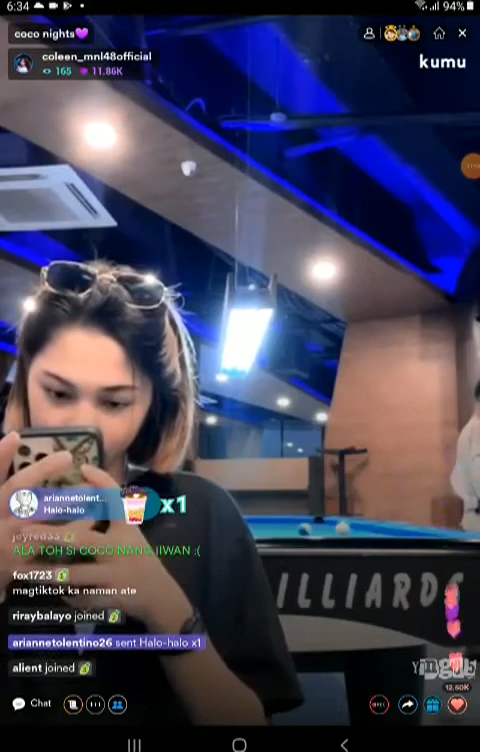 6:34
94%
coco nights💜
coleen_mnl48official
165 11.86K
kumu
ariannetolent...
Halo-halo
x1
jeyred33
ALA TOH SI COCO NANG IIWAN :(
fox1723
magtiktok ka naman ate
riraybalayo joined
ariannetolentino26 sent Halo-halo x1
alient joined
ILLIARDS
12.60K
Chat